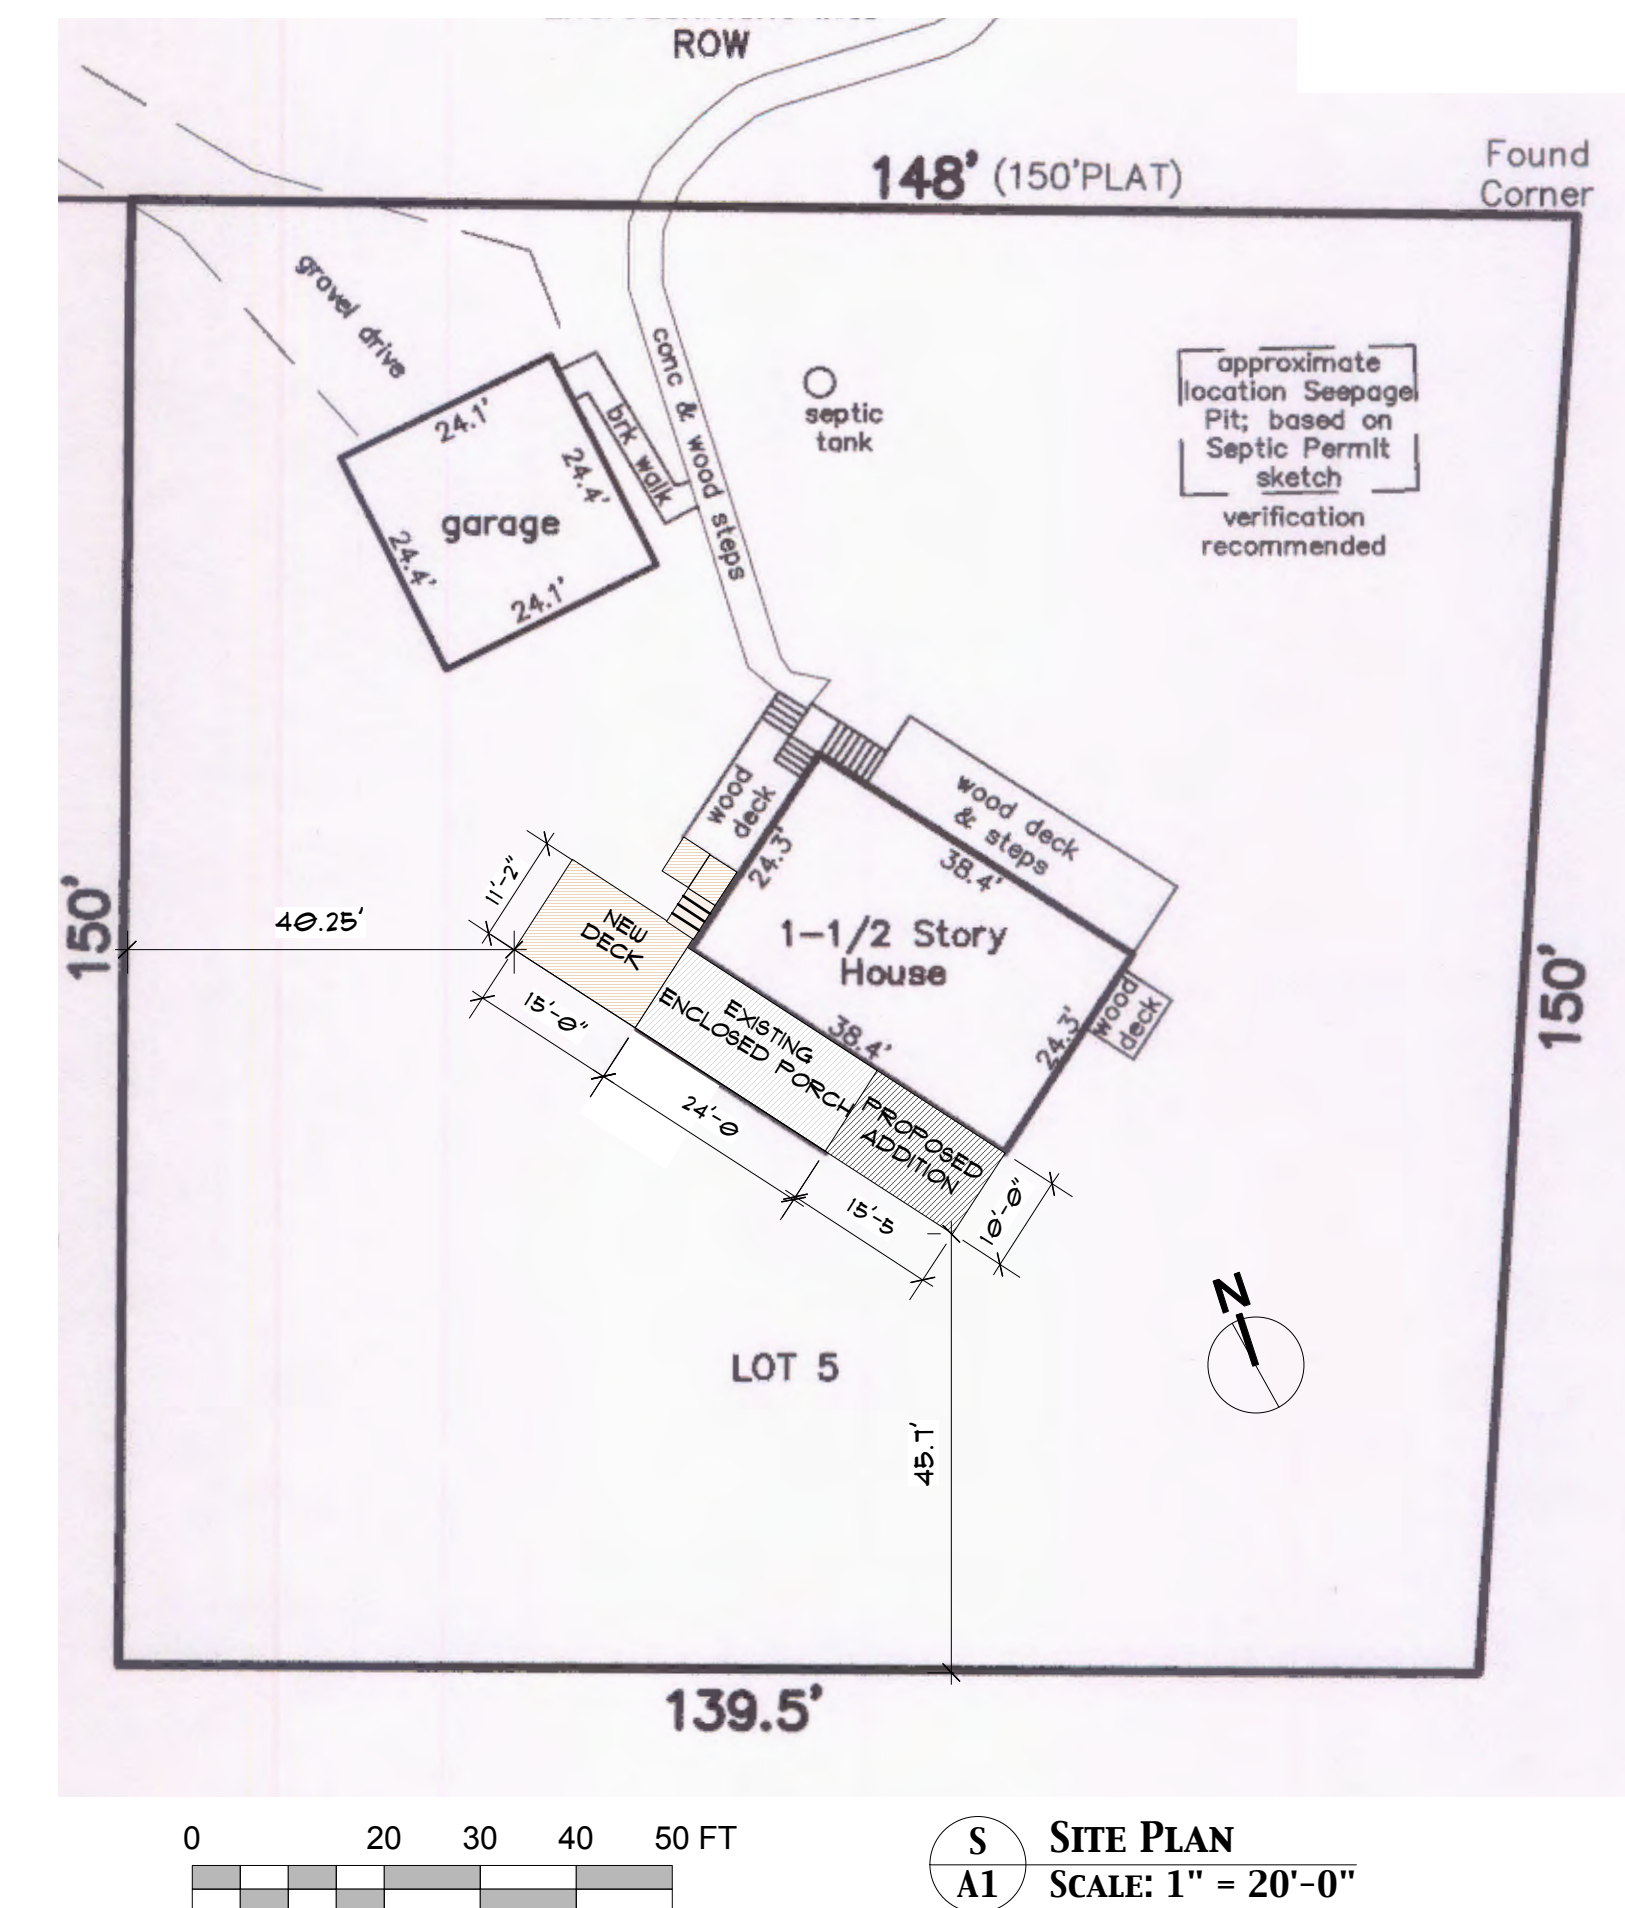 ROW
148' (150'PLAT)
Found
Corner
gravel drive
conc & wood steps
septic
tank
approximate
location Seepage
Pit; based on
Septic Permit
sketch
verification
recommended
24.1'
brk walk
24.4'
garage
24.4'
24.1'
wood
deck
wood deck
& steps
24.3'
38.4'
11'-2"
150'
40.25'
NEW
DECK
1-1/2 Story
House
150'
wood
deck
15'-0"
EXISTING
ENCLOSED PORCH
38.4'
24.3'
24'-0
PROPOSED
ADDITION
15'-5
10'-0"
N
LOT 5
45.7'
139.5'
0 20 30 40 50 FT
S
A1
SITE PLAN
SCALE: 1" = 20'-0"